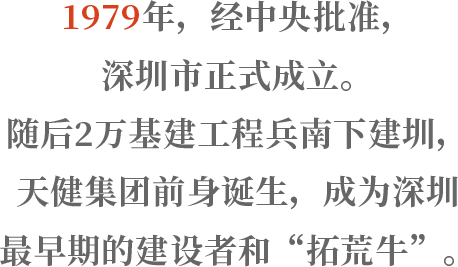 1979年，经中央批准，
深圳市正式成立。
随后2万基建工程兵南下建圳，
天健集团前身诞生，成为深圳
最早期的建设者和“拓荒牛”。